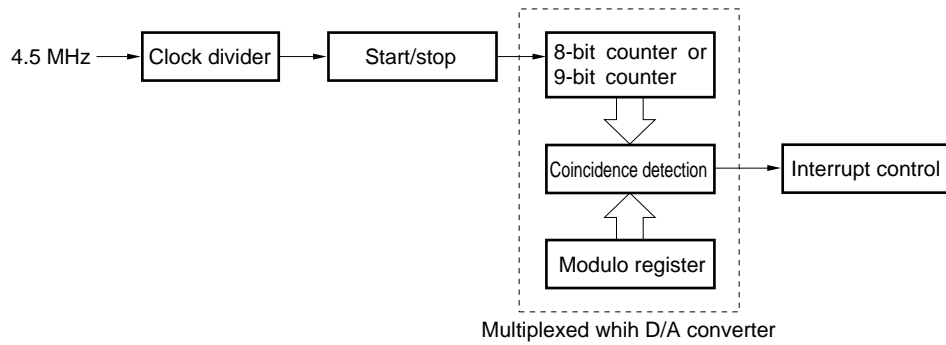 4.5 MHz
Clock divider
Start/stop
8-bit counter or
9-bit counter
Coincidence detection
Interrupt control
Modulo register
Multiplexed whih D/A converter